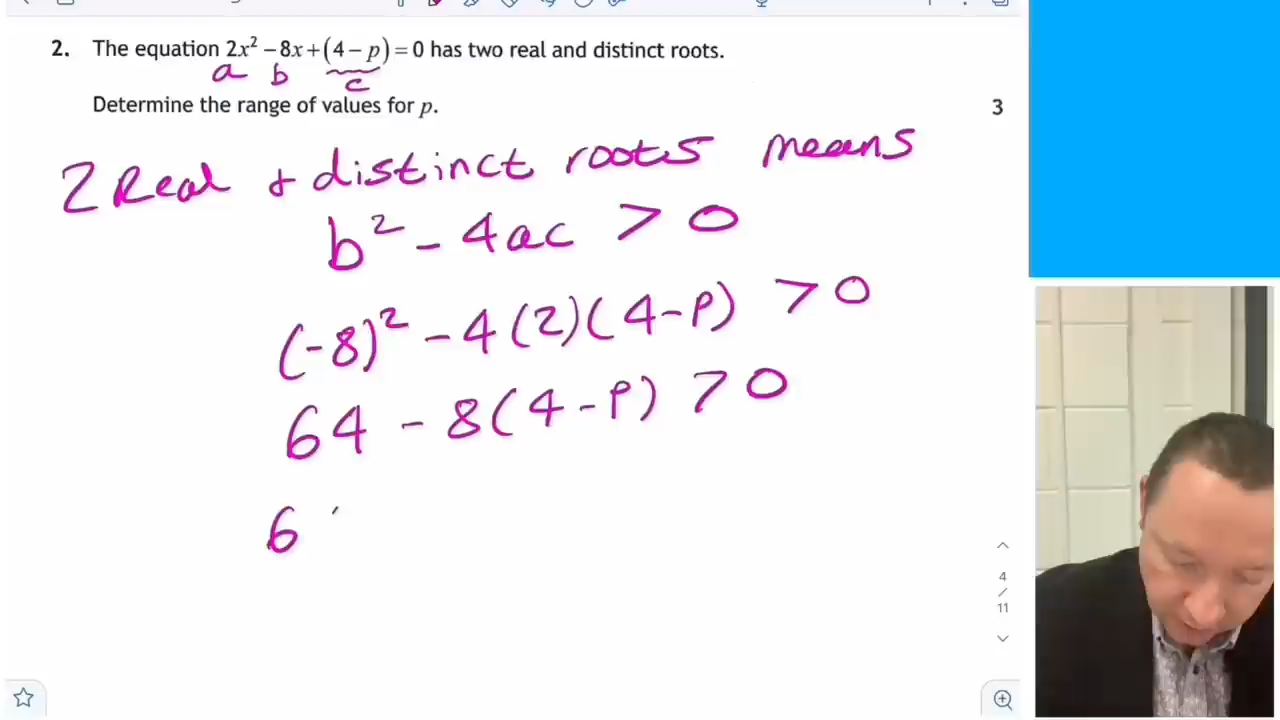 2. The equation 2x² − 8x + (4 − p) = 0 has two real and distinct roots.
a b c
Determine the range of values for p.
3
2 Real + distinct roots means
b² - 4ac > 0
(-8)² - 4(2)(4-p) > 0
64 - 8(4-p) > 0
6
4
/
11